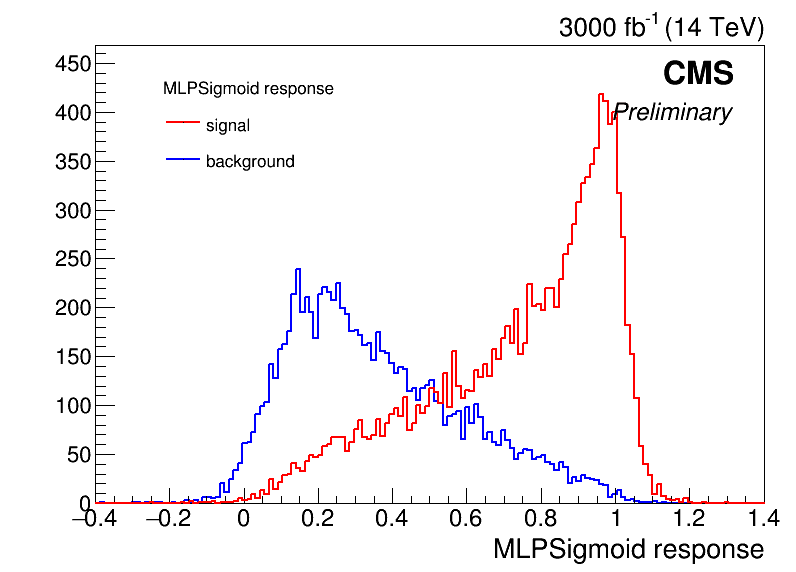 3000 fb⁻¹ (14 TeV)
CMS
Preliminary
MLPSigmoid response
signal
background
450
400
350
300
250
200
150
100
50
0
−0.4 −0.2 0 0.2 0.4 0.6 0.8 1 1.2 1.4
MLPSigmoid response